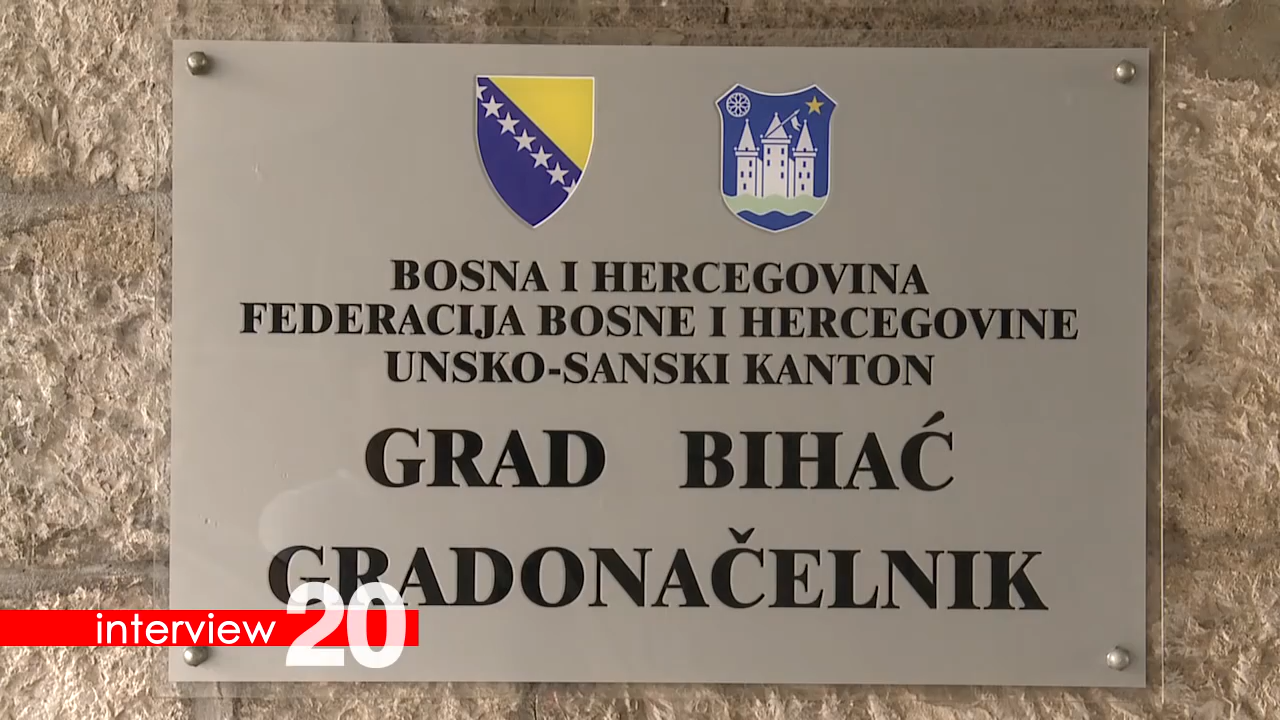 BOSNA I HERCEGOVINA
FEDERACIJA BOSNE I HERCEGOVINE
UNSKO-SANSKI KANTON
GRAD BIHAĆ
GRADONAČELNIK
interview 20